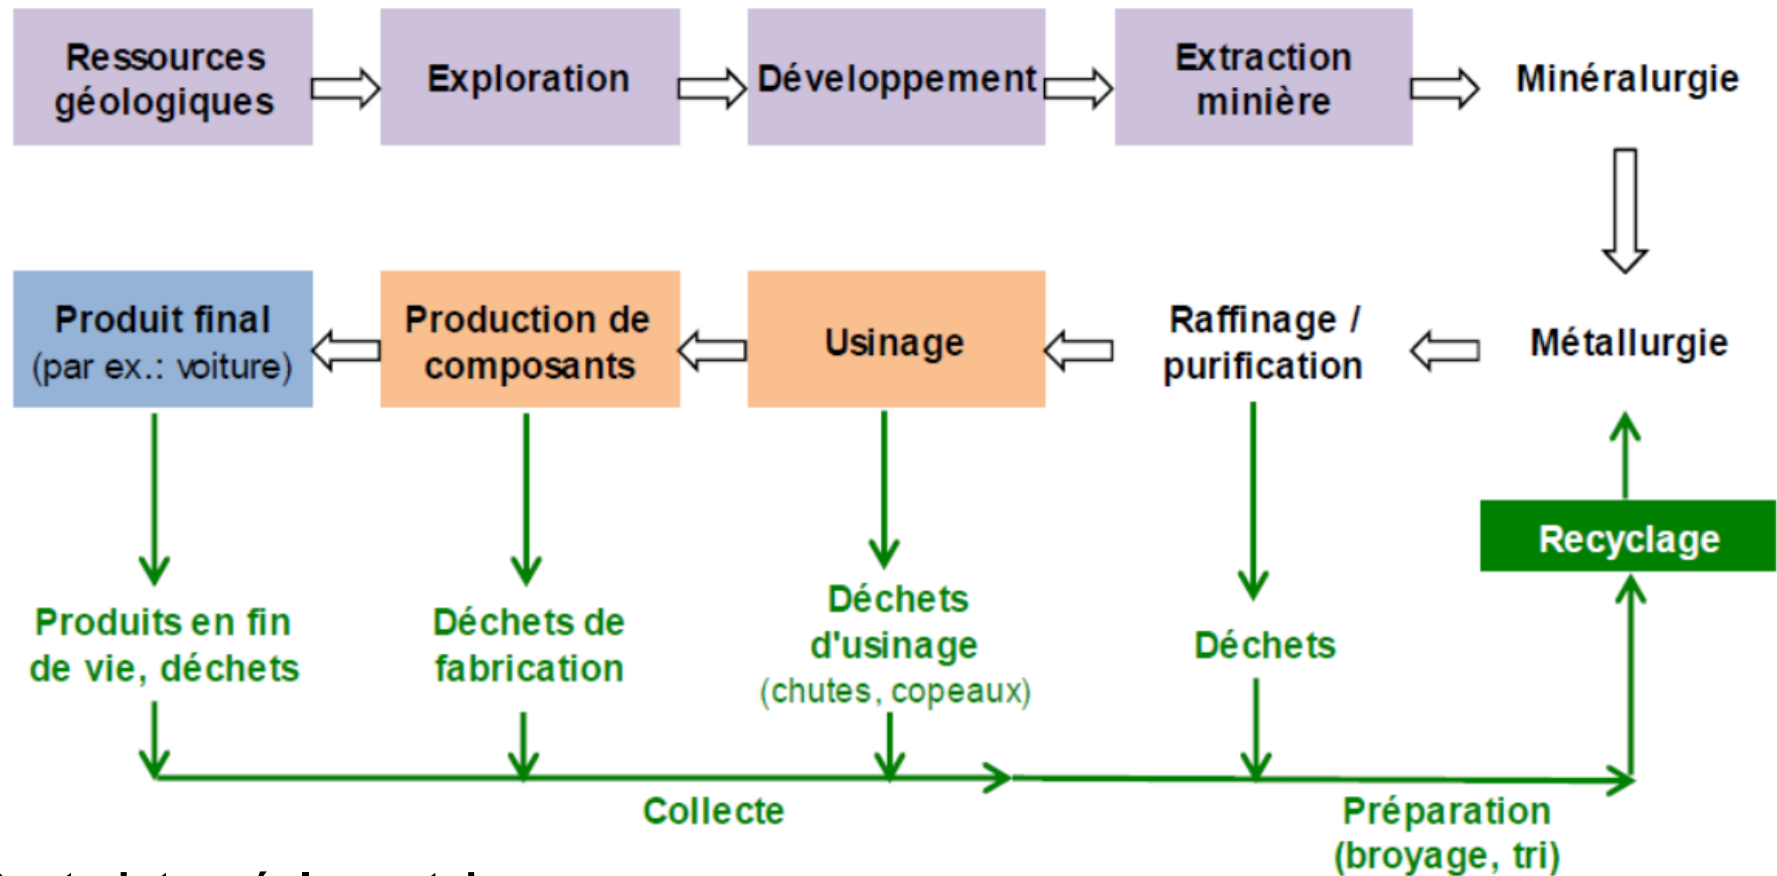 Ressources
géologiques
Exploration
Développement
Extraction
minière
Minéralurgie
Produit final
(par ex.: voiture)
Production de
composants
Usinage
Raffinage /
purification
Métallurgie
Recyclage
Produits en fin
de vie, déchets
Déchets de
fabrication
Déchets
d'usinage
(chutes, copeaux)
Déchets
Collecte
Préparation
(broyage, tri)